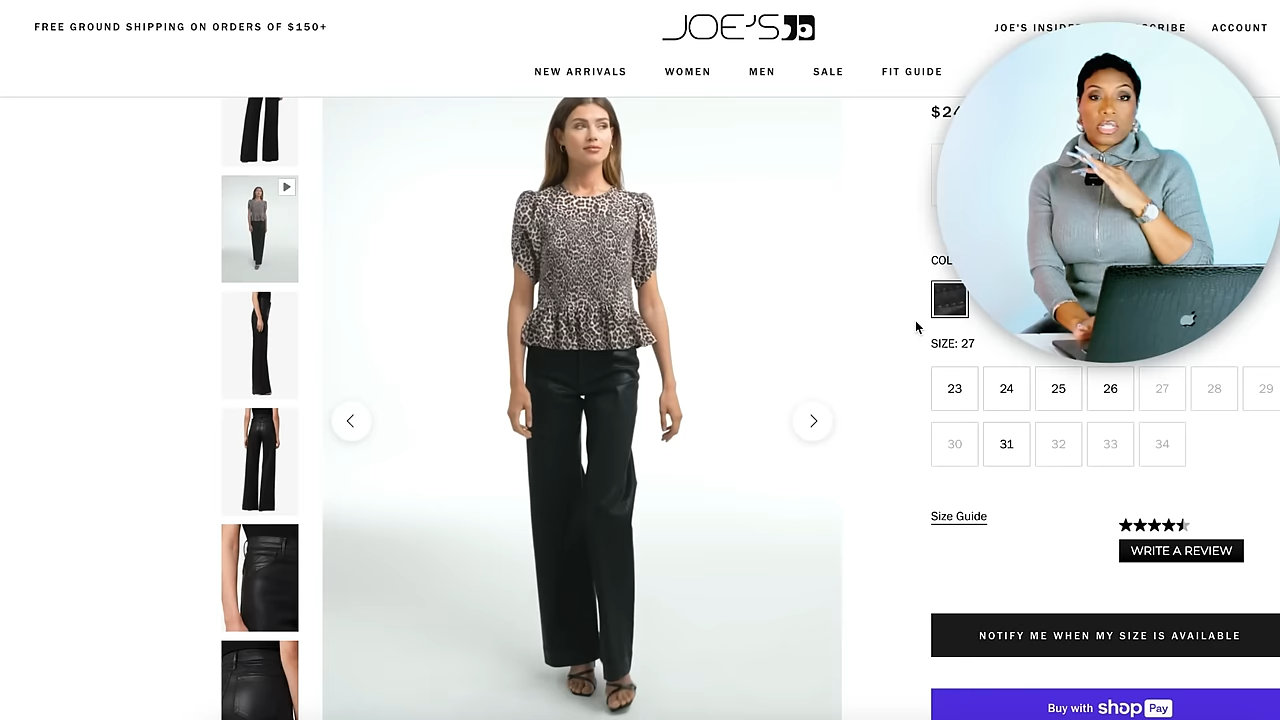 FREE GROUND SHIPPING ON ORDERS OF $150+
JOE'S
ACCOUNT
NEW ARRIVALS WOMEN MEN SALE FIT GUIDE
SIZE: 27
23 24 25 26 27 28 29
30 31 32 33 34
Size Guide
WRITE A REVIEW
NOTIFY ME WHEN MY SIZE IS AVAILABLE
Buy with shop Pay